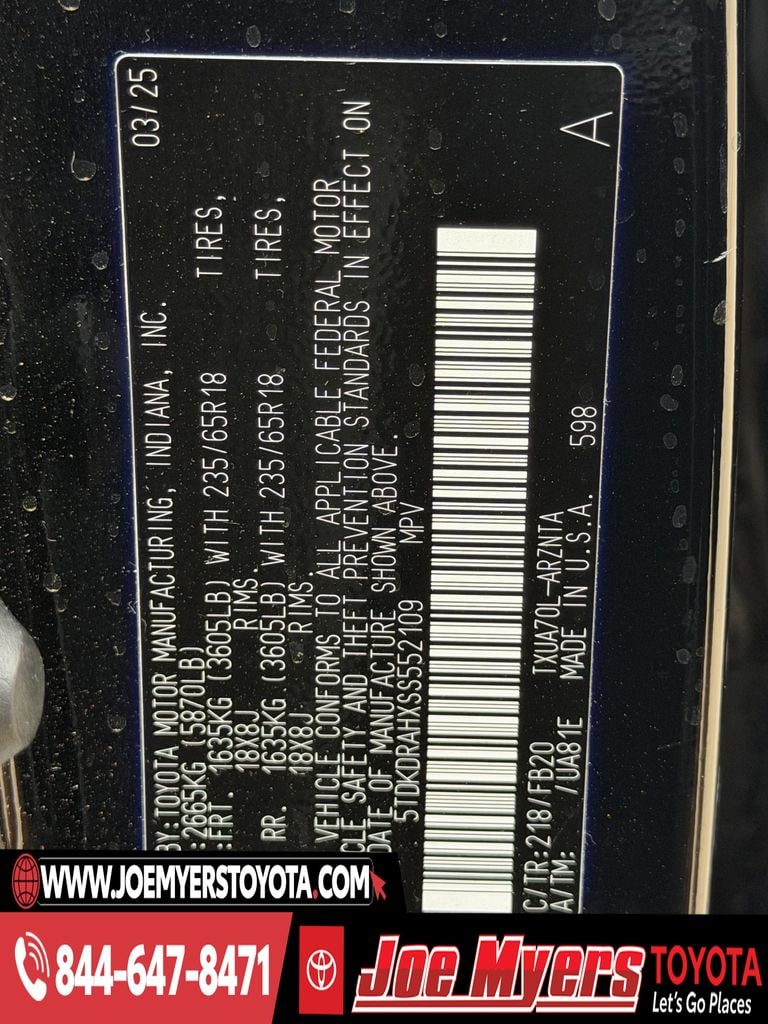 03/25
BY: TOYOTA MOTOR MANUFACTURING, INDIANA, INC.
:2665KG (5870LB)
:FRT. 1635KG (3605LB) WITH 235/65R18 TIRES,
18X8J RIMS
RR. 1635KG (3605LB) WITH 235/65R18 TIRES,
18X8J RIMS
VEHICLE CONFORMS TO ALL APPLICABLE FEDERAL MOTOR
CLE SAFETY AND THEFT PREVENTION STANDARDS IN EFFECT ON
DATE OF MANUFACTURE SHOWN ABOVE.
5TDKDRAHXSS552109 MPV
C/TR:218/FB20 TXUA70L-ARZNTA
A/TM: /UA81E MADE IN U.S.A. 598
A
WWW.JOEMYERSTOYOTA.COM
844-647-8471
Joe Myers TOYOTA
Let's Go Places